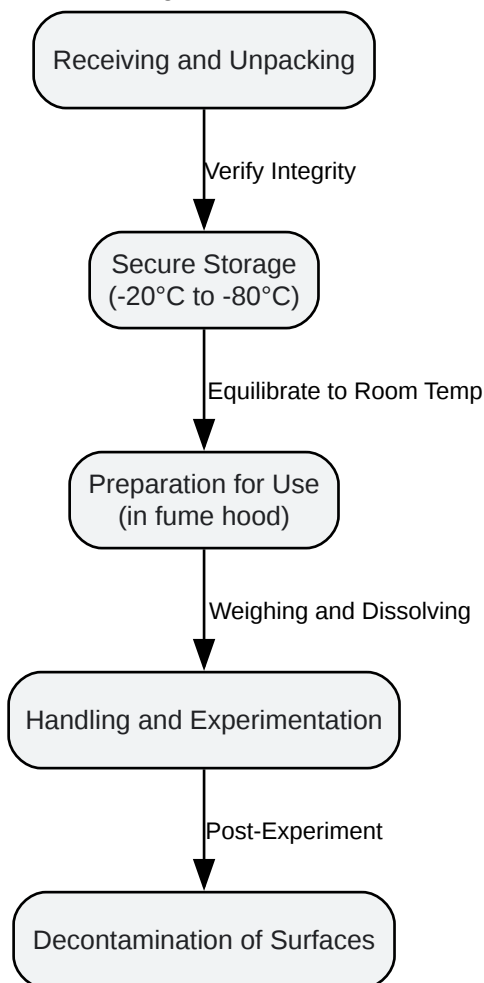 Receiving and Unpacking
Verify Integrity
Secure Storage
(-20°C to -80°C)
Equilibrate to Room Temp
Preparation for Use
(in fume hood)
Weighing and Dissolving
Handling and Experimentation
Post-Experiment
Decontamination of Surfaces